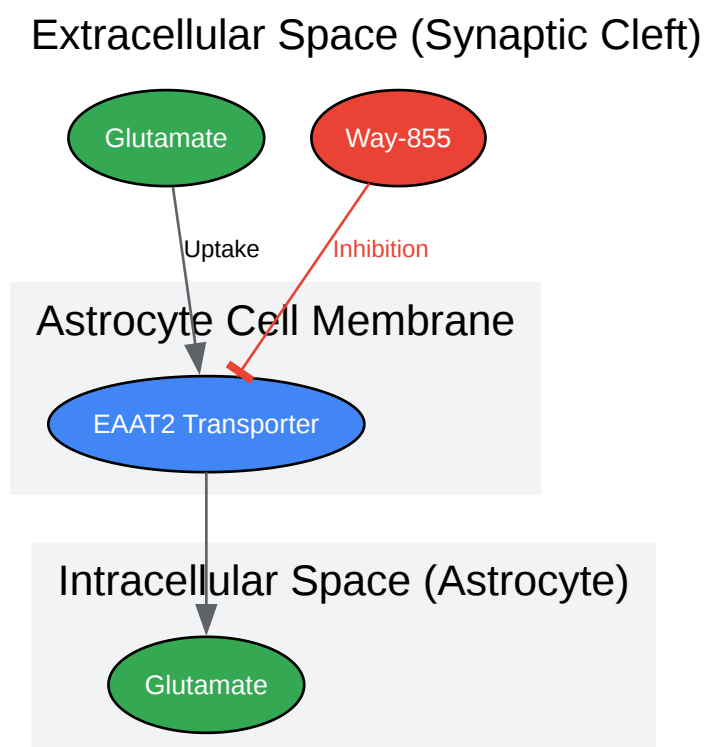 Extracellular Space (Synaptic Cleft)
Glutamate
Way-855
Uptake
Inhibition
Astrocyte Cell Membrane
EAAT2 Transporter
Intracellular Space (Astrocyte)
Glutamate